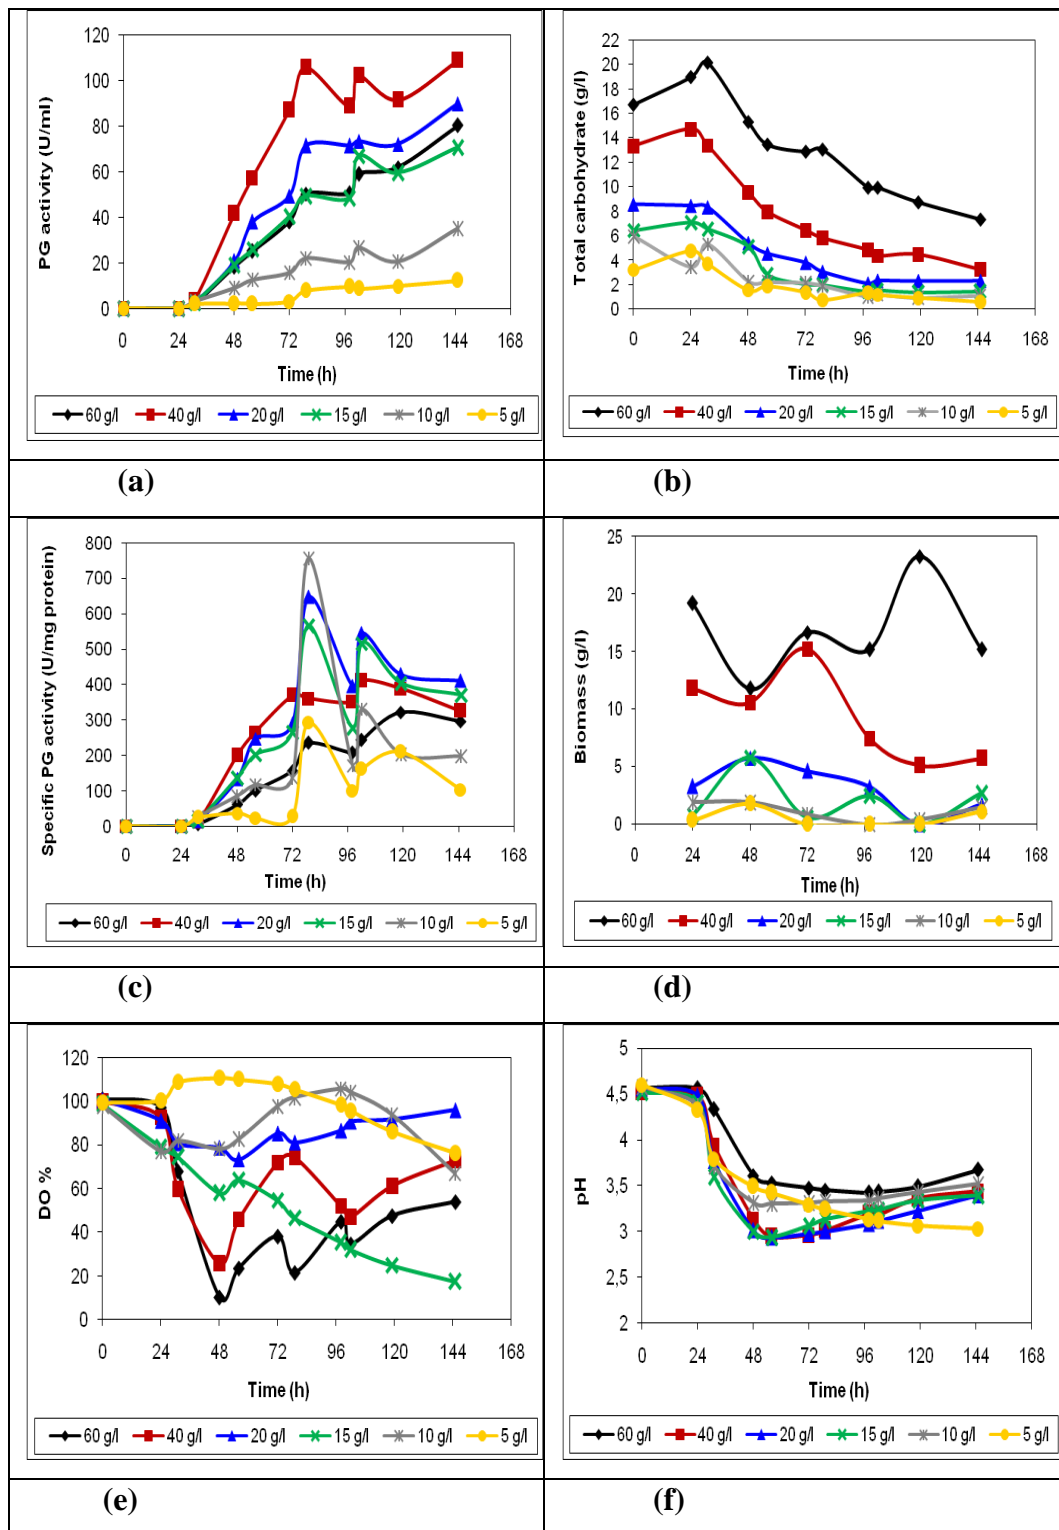 120
100
80
60
40
20
0
PG activity (U/ml)
0 24 48 72 96 120 144 168
Time (h)
60 g/l 40 g/l 20 g/l 15 g/l 10 g/l 5 g/l
22
20
18
16
14
12
10
8
6
4
2
0
Total carbohydrate (g/l)
0 24 48 72 96 120 144 168
Time (h)
60 g/l 40 g/l 20 g/l 15 g/l 10 g/l 5 g/l
(a) (b)
800
700
600
500
400
300
200
100
0
Specific PG activity (U/mg protein)
0 24 48 72 96 120 144 168
Time (h)
60 g/l 40 g/l 20 g/l 15 g/l 10 g/l 5 g/l
25
20
15
10
5
0
Biomass (g/l)
0 24 48 72 96 120 144 168
Time (h)
60 g/l 40 g/l 20 g/l 15 g/l 10 g/l 5 g/l
(c) (d)
120
100
80
60
40
20
0
DO %
0 24 48 72 96 120 144 168
Time (h)
60 g/l 40 g/l 20 g/l 15 g/l 10 g/l 5 g/l
5
4,5
4
3,5
3
2,5
2
pH
0 24 48 72 96 120 144 168
Time (h)
60 g/l 40 g/l 20 g/l 15 g/l 10 g/l 5 g/l
(e) (f)